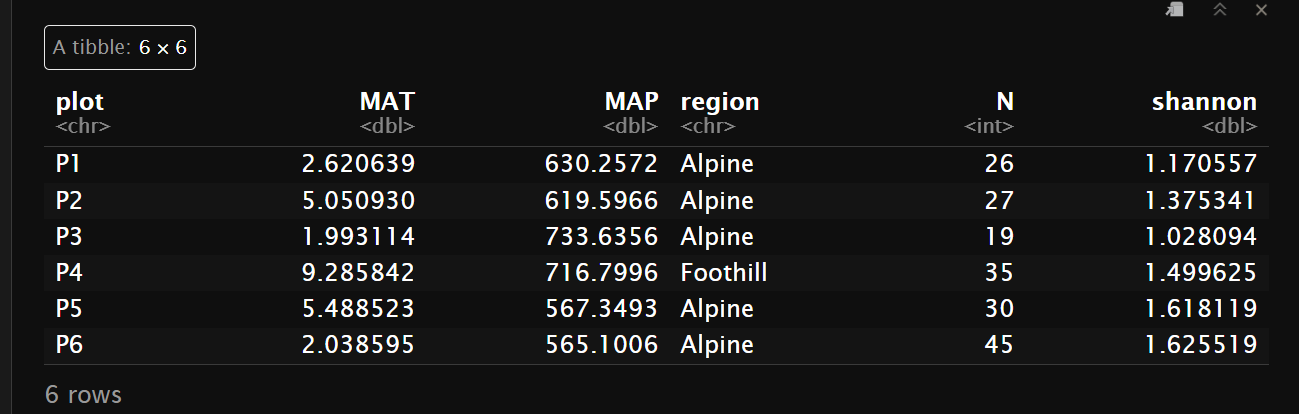 A tibble: 6 × 6
plot MAT MAP region N shannon
<chr> <dbl> <dbl> <chr> <int> <dbl>
P1 2.620639 630.2572 Alpine 26 1.170557
P2 5.050930 619.5966 Alpine 27 1.375341
P3 1.993114 733.6356 Alpine 19 1.028094
P4 9.285842 716.7996 Foothill 35 1.499625
P5 5.488523 567.3493 Alpine 30 1.618119
P6 2.038595 565.1006 Alpine 45 1.625519
6 rows